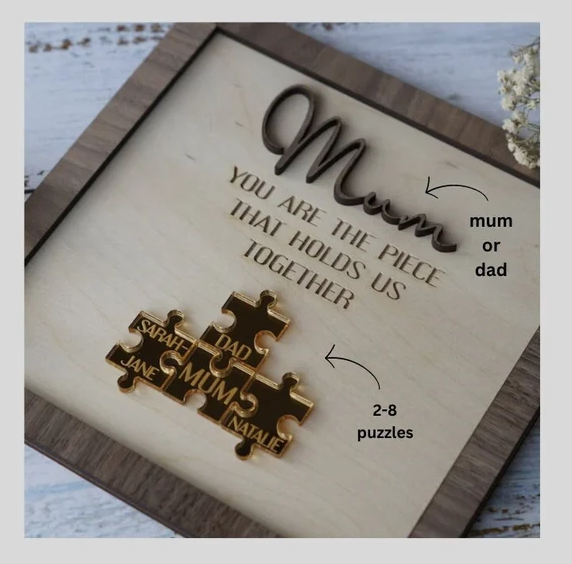 Mum
YOU ARE THE PIECE
THAT HOLDS US
TOGETHER
mum
or
dad
DAD
SARAH-
JANE
MUM
NATALIE
2-8
puzzles